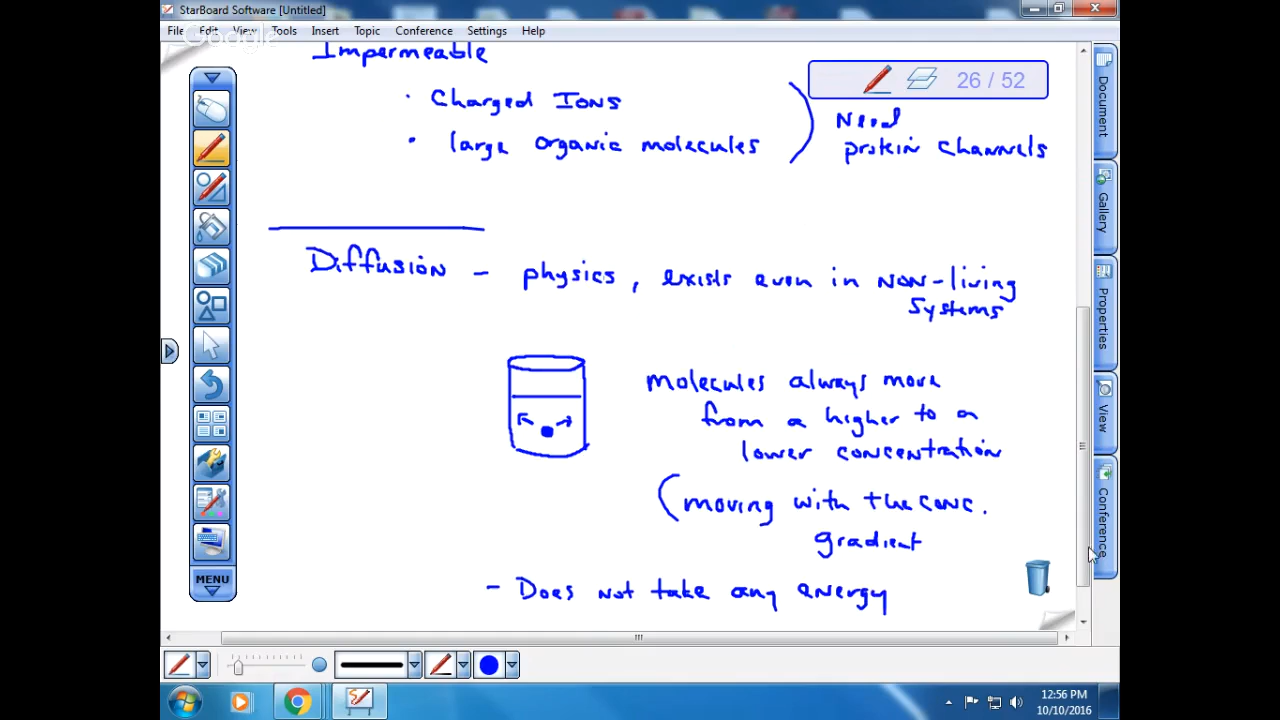 StarBoard Software [Untitled]
File Edit View Tools Insert Topic Conference Settings Help
Google
Impermeable
26 / 52
• Charged Ions
• large organic molecules
Need
protein channels
Diffusion - physics, exists even in non-living
systems
molecules always move
from a higher to a
lower concentration
(moving with the conc.
gradient
- Does not take any energy
MENU
Document
Gallery
Properties
View
Conference
12:56 PM
10/10/2016